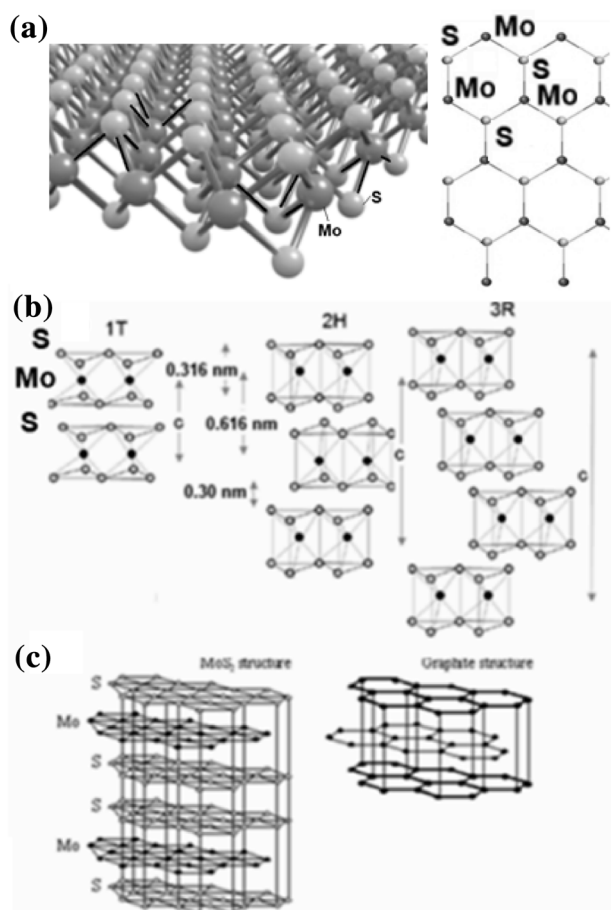 (a)
S
Mo
S
Mo
S
Mo
Mo
S
(b)
1T
2H
3R
S
Mo
S
0.316 nm
0.616 nm
0.30 nm
c
c
c
(c)
MoS₂ structure
Graphite structure
S
Mo
S
S
Mo
S